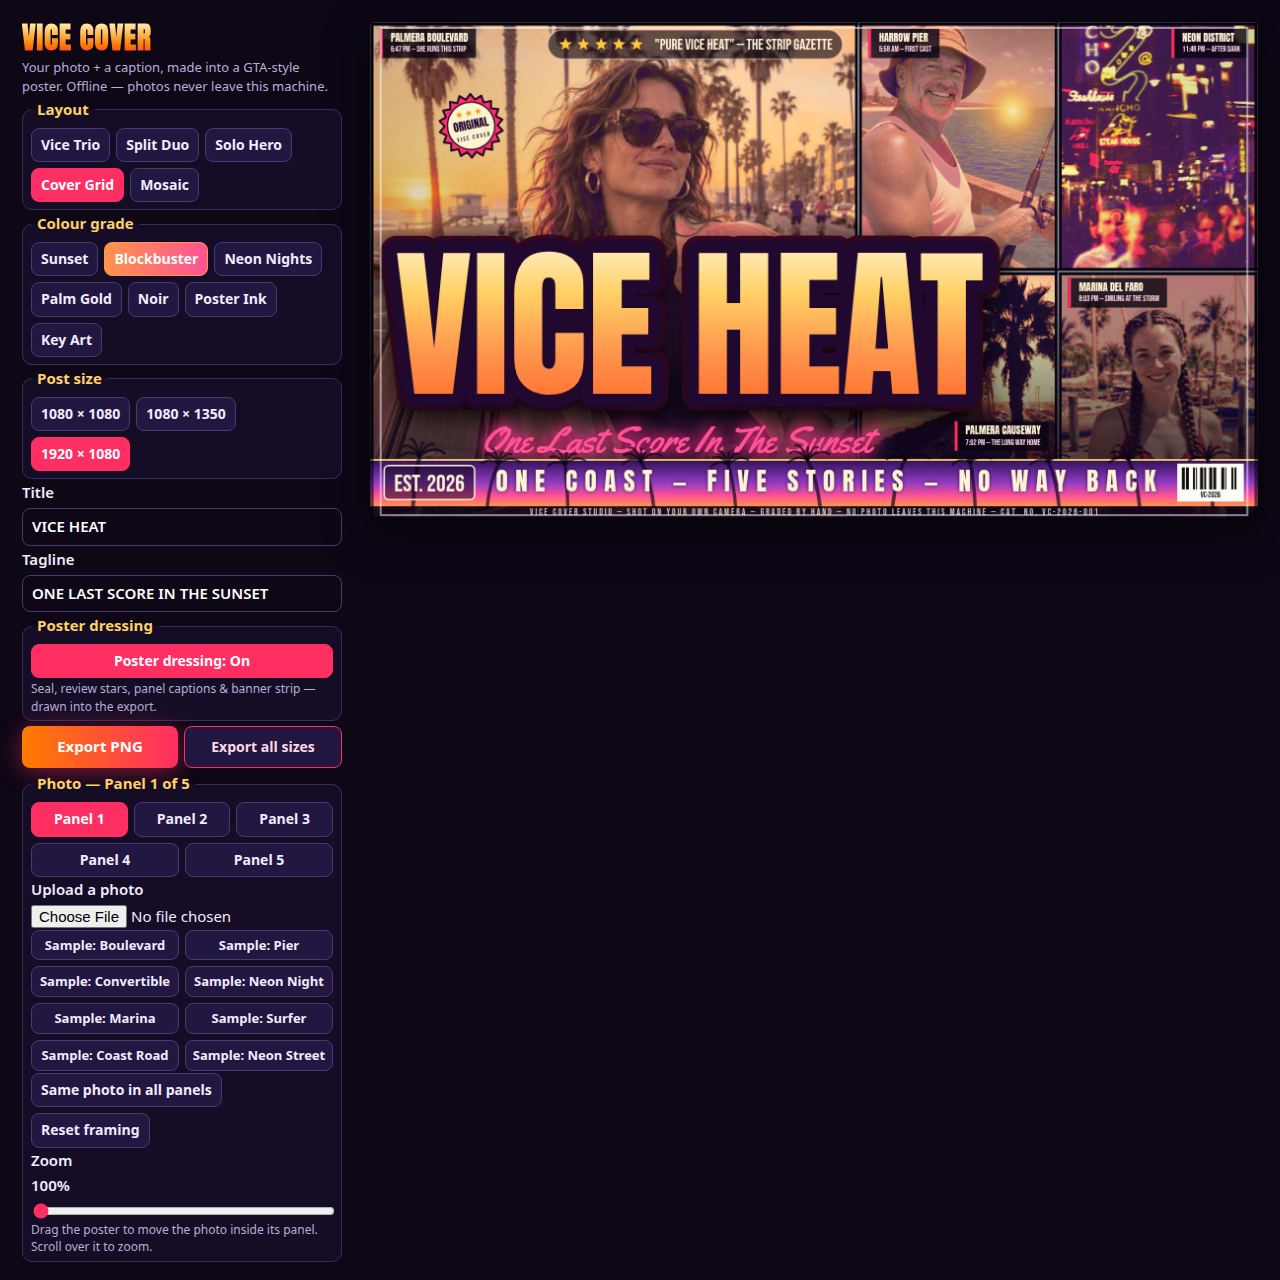 VICE COVER
Your photo + a caption, made into a GTA-style
poster. Offline — photos never leave this machine.
Layout
Vice Trio
Split Duo
Solo Hero
Cover Grid
Mosaic
Colour grade
Sunset
Blockbuster
Neon Nights
Palm Gold
Noir
Poster Ink
Key Art
Post size
1080 × 1080
1080 × 1350
1920 × 1080
Title
VICE HEAT
Tagline
ONE LAST SCORE IN THE SUNSET
Poster dressing
Poster dressing: On
Seal, review stars, panel captions & banner strip —
drawn into the export.
Export PNG
Export all sizes
Photo — Panel 1 of 5
Panel 1
Panel 2
Panel 3
Panel 4
Panel 5
Upload a photo
Choose File No file chosen
Sample: Boulevard
Sample: Pier
Sample: Convertible
Sample: Neon Night
Sample: Marina
Sample: Surfer
Sample: Coast Road
Sample: Neon Street
Same photo in all panels
Reset framing
Zoom
100%
Drag the poster to move the photo inside its panel.
Scroll over it to zoom.
PALMERA BOULEVARD
6:47 PM — SHE RUNS THIS STRIP
★★★★★ "PURE VICE HEAT" — THE STRIP GAZETTE
HARROW PIER
5:58 AM — FIRST CAST
NEON DISTRICT
11:48 PM — AFTER DARK
CHO
RANCHO
STEAK HOUSE
ORIGINAL
VICE COVER
VICE HEAT
MARINA DEL FARO
8:03 PM — SMILING AT THE STORM
PALMERA CAUSEWAY
7:02 PM — THE LONG WAY HOME
One Last Score In The Sunset
EST. 2026
ONE COAST — FIVE STORIES — NO WAY BACK
VC-2026
VICE COVER STUDIO — SHOT ON YOUR OWN CAMERA — GRADED BY HAND — NO PHOTO LEAVES THIS MACHINE — CAT. NO. VC-2026-001